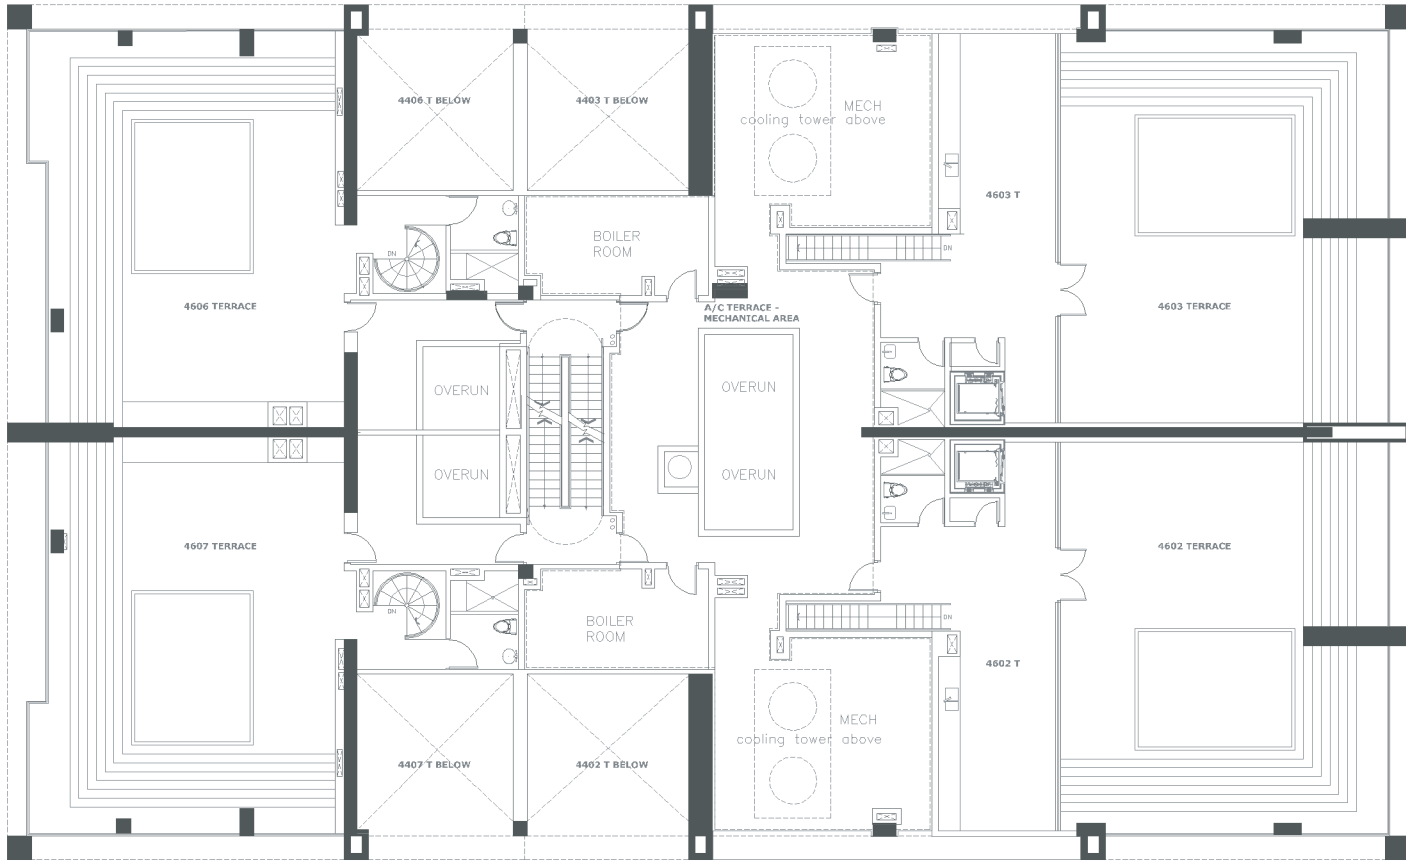 4406 T BELOW
4403 T BELOW
MECH
cooling tower above
4603 T
BOILER
ROOM
DN
DN
4606 TERRACE
A/C TERRACE -
MECHANICAL AREA
4603 TERRACE
OVERUN
OVERUN
OVERUN
OVERUN
4607 TERRACE
4602 TERRACE
DN
DN
BOILER
ROOM
4602 T
MECH
cooling tower above
4407 T BELOW
4402 T BELOW